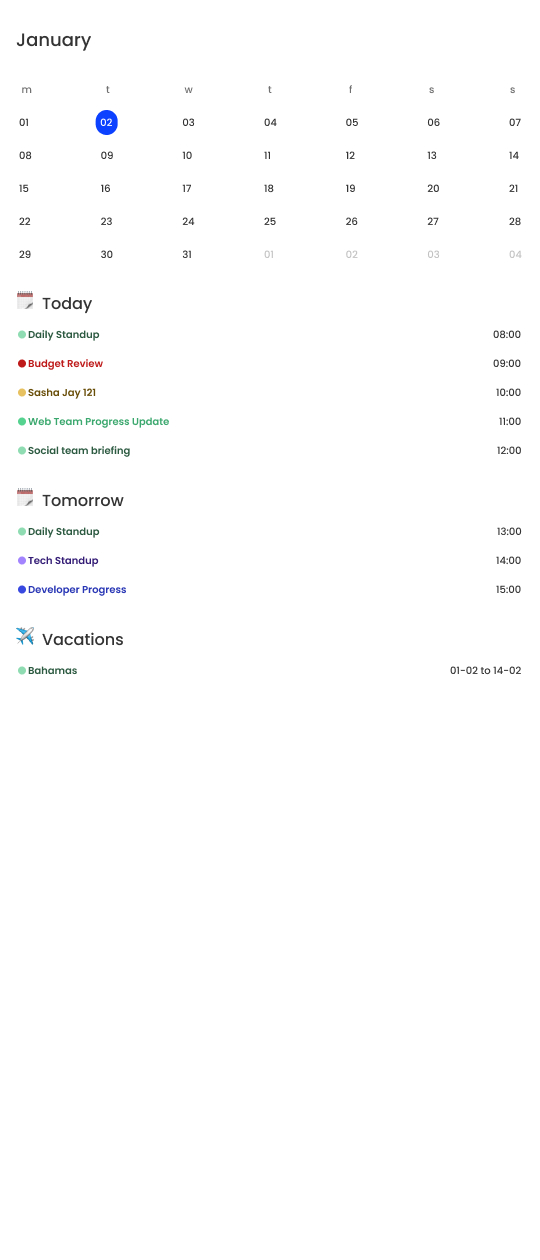 January
m t w t f s s
01 02 03 04 05 06 07
08 09 10 11 12 13 14
15 16 17 18 19 20 21
22 23 24 25 26 27 28
29 30 31 01 02 03 04
Today
Daily Standup 08:00
Budget Review 09:00
Sasha Jay 121 10:00
Web Team Progress Update 11:00
Social team briefing 12:00
Tomorrow
Daily Standup 13:00
Tech Standup 14:00
Developer Progress 15:00
Vacations
Bahamas 01-02 to 14-02